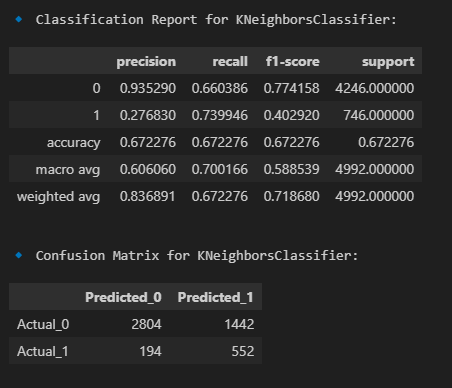 Classification Report for KNeighborsClassifier:
precision recall f1-score support
0 0.935290 0.660386 0.774158 4246.000000
1 0.276830 0.739946 0.402920 746.000000
accuracy 0.672276 0.672276 0.672276 0.672276
macro avg 0.606060 0.700166 0.588539 4992.000000
weighted avg 0.836891 0.672276 0.718680 4992.000000
Confusion Matrix for KNeighborsClassifier:
Predicted_0 Predicted_1
Actual_0 2804 1442
Actual_1 194 552